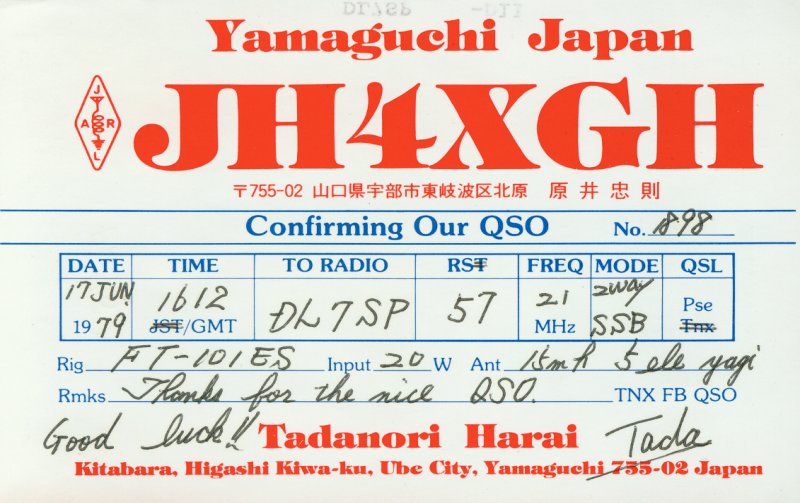 DL7SP -D11
Yamaguchi Japan
JARL
JH4XGH
〒755-02 山口県宇部市東岐波区北原 原井忠則
Confirming Our QSO No. 898
DATE TIME TO RADIO RST FREQ MODE QSL
17 JUN 1979 1612 JST/GMT DL7SP 57 21 MHz 2WAY SSB Pse Tnx
Rig FT-101ES Input 20 W Ant 15mh 5 ele yagi
Rmks Thanks for the nice QSO. TNX FB QSO
Good luck!! Tadanori Harai Tada
Kitabara, Higashi Kiwa-ku, Ube City, Yamaguchi 755-02 Japan